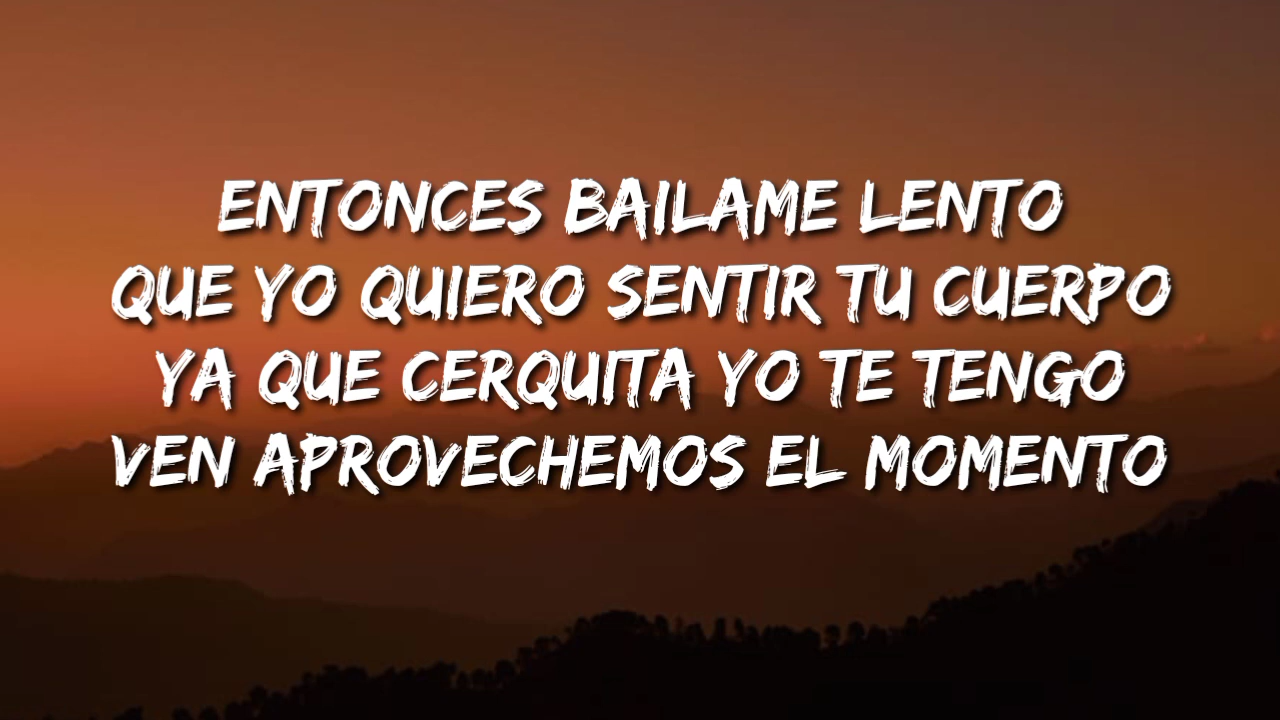 ENTONCES BAILAME LENTO
QUE YO QUIERO SENTIR TU CUERPO
YA QUE CERQUITA YO TE TENGO
VEN APROVECHEMOS EL MOMENTO